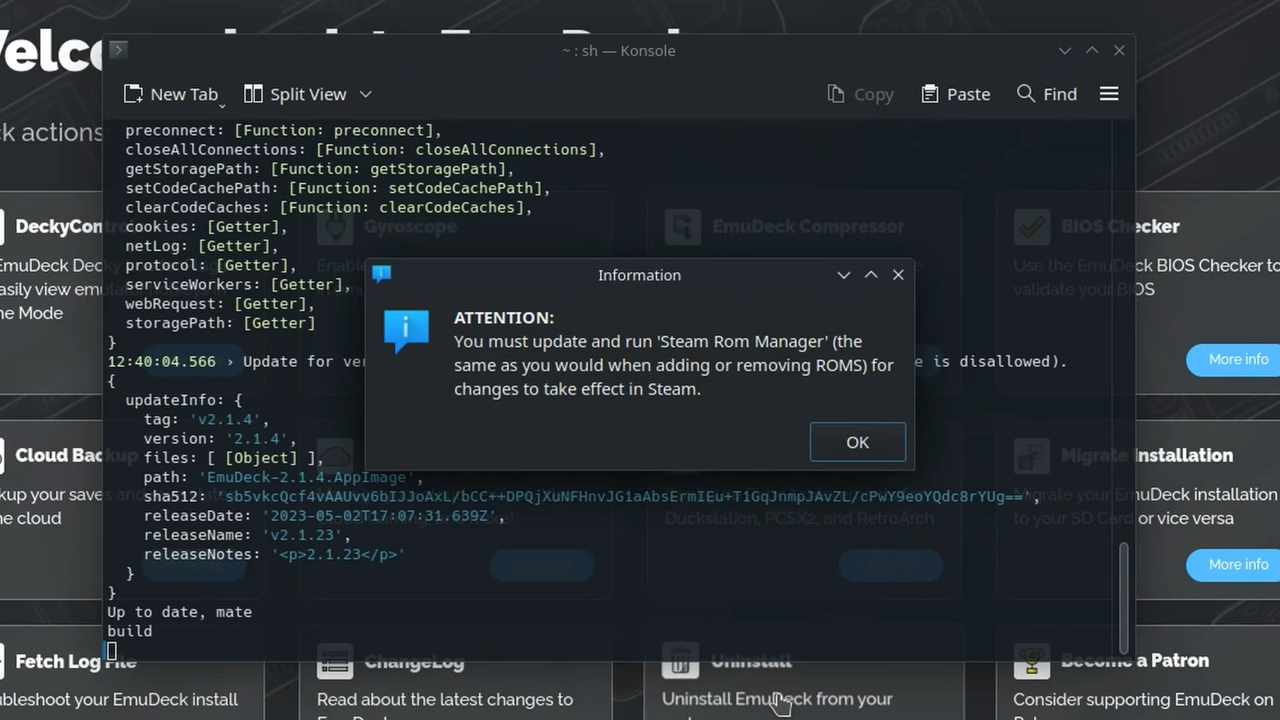 ~ : sh — Konsole
New Tab
Split View
Copy
Paste
Find
ck actions
preconnect: [Function: preconnect],
closeAllConnections: [Function: closeAllConnections],
getStoragePath: [Function: getStoragePath],
setCodeCachePath: [Function: setCodeCachePath],
clearCodeCaches: [Function: clearCodeCaches],
cookies: [Getter],
netLog: [Getter],
protocol: [Getter],
serviceWorkers: [Getter],
webRequest: [Getter],
storagePath: [Getter]
}
12:40:04.566 › Update for ver
e is disallowed).
{
updateInfo: {
tag: 'v2.1.4',
version: '2.1.4',
files: [ [Object] ],
path: 'EmuDeck-2.1.4.AppImage',
sha512: 'sb5vkcQcf4vAAUvv6bIJJoAxL/bCC++DPQjXuNFHnvJG1aAbsErmIEu+T1GqJnmpJAvZL/cPwY9eoYQdc8rYUg==',
releaseDate: '2023-05-02T17:07:31.639Z',
releaseName: 'v2.1.23',
releaseNotes: '<p>2.1.23</p>'
}
}
Up to date, mate
build
Information
ATTENTION:
You must update and run 'Steam Rom Manager' (the
same as you would when adding or removing ROMS) for
changes to take effect in Steam.
OK
DeckyContro
EmuDeck Decky
asily view emula
me Mode
Gyroscope
EmuDeck Compressor
BIOS Checker
Use the EmuDeck BIOS Checker to
validate your BIOS
More info
Cloud Backup
kup your saves and
he cloud
Duckstation, PCSX2, and RetroArch
Migrate Installation
Migrate your EmuDeck installation
to your SD Card or vice versa
More info
Fetch Log File
ubleshoot your EmuDeck install
ChangeLog
Read about the latest changes to
Uninstall
Uninstall EmuDeck from your
Become a Patron
Consider supporting EmuDeck on